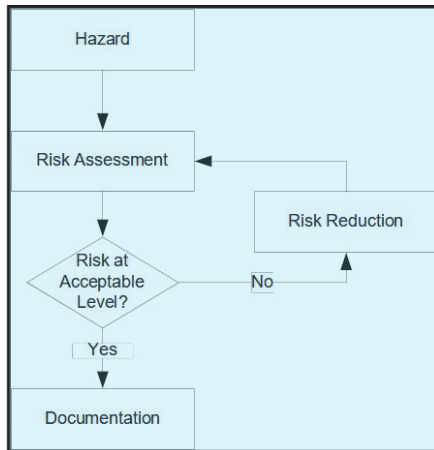 Hazard
Risk Assessment
Risk Reduction
Risk at
Acceptable
Level?
No
Yes
Documentation